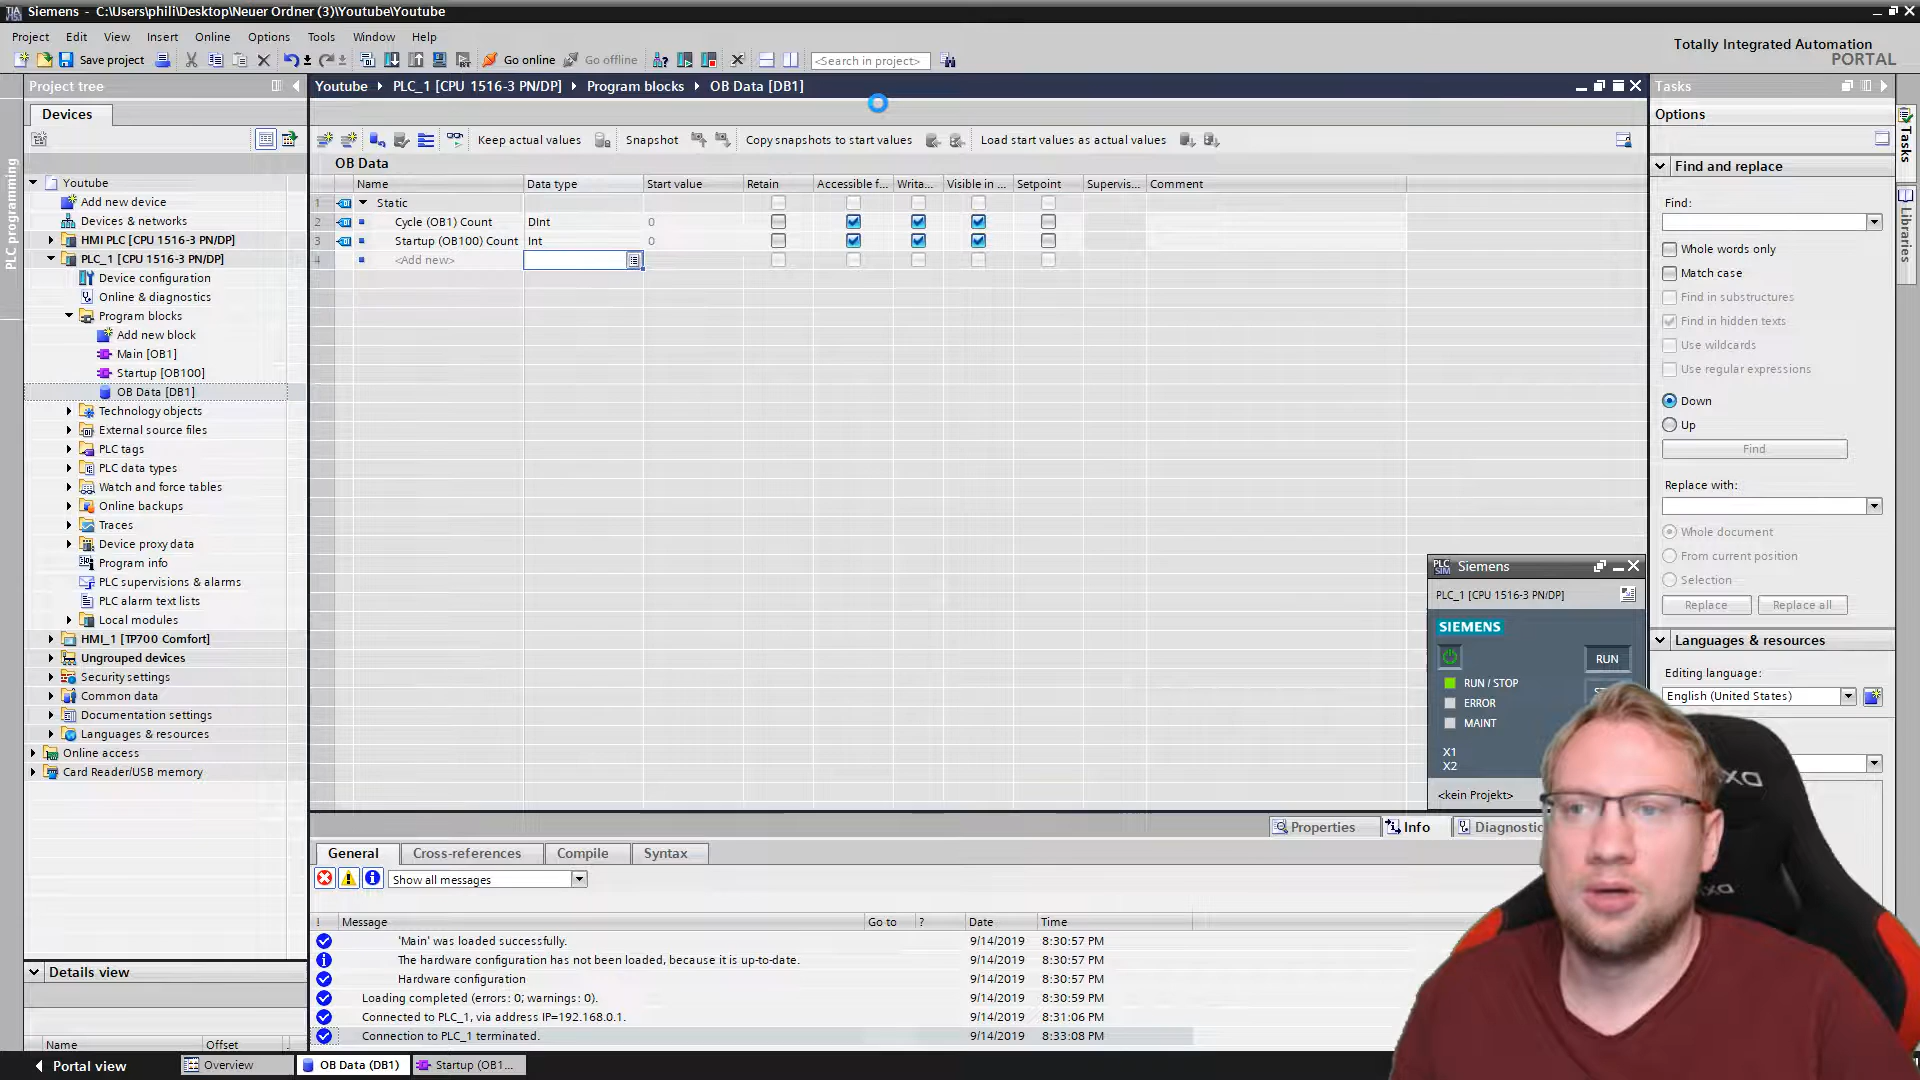 Siemens - C:\Users\phili\Desktop\Neuer Ordner (3)\Youtube\Youtube
Project Edit View Insert Online Options Tools Window Help
Totally Integrated Automation
PORTAL
Save project
Go online
Go offline
<Search in project>
Project tree
Youtube
PLC_1 [CPU 1516-3 PN/DP]
Program blocks
OB Data [DB1]
Tasks
Devices
Options
Keep actual values
Snapshot
Copy snapshots to start values
Load start values as actual values
Find and replace
OB Data
Name Data type Start value Retain Accessible f... Writa... Visible in ... Setpoint Supervis... Comment
1 Static
2 Cycle (OB1) Count DInt 0
3 Startup (OB100) Count Int 0
4 <Add new>
PLC programming
Youtube
Add new device
Devices & networks
HMI PLC [CPU 1516-3 PN/DP]
PLC_1 [CPU 1516-3 PN/DP]
Device configuration
Online & diagnostics
Program blocks
Add new block
Main [OB1]
Startup [OB100]
OB Data [DB1]
Technology objects
External source files
PLC tags
PLC data types
Watch and force tables
Online backups
Traces
Device proxy data
Program info
PLC supervisions & alarms
PLC alarm text lists
Local modules
HMI_1 [TP700 Comfort]
Ungrouped devices
Security settings
Common data
Documentation settings
Languages & resources
Online access
Card Reader/USB memory
Details view
Name Offset
Find:
Whole words only
Match case
Find in substructures
Find in hidden texts
Use wildcards
Use regular expressions
Down
Up
Find
Replace with:
Whole document
From current position
Selection
Replace
Replace all
Languages & resources
Editing language:
English (United States)
Tasks
Libraries
PLC SIM
Siemens
PLC_1 [CPU 1516-3 PN/DP]
SIEMENS
RUN
RUN / STOP
ERROR
MAINT
X1
X2
<kein Projekt>
Properties
Info
Diagnostic
General
Cross-references
Compile
Syntax
Show all messages
! Message Go to ? Date Time
'Main' was loaded successfully. 9/14/2019 8:30:57 PM
The hardware configuration has not been loaded, because it is up-to-date. 9/14/2019 8:30:57 PM
Hardware configuration 9/14/2019 8:30:57 PM
Loading completed (errors: 0; warnings: 0). 9/14/2019 8:30:59 PM
Connected to PLC_1, via address IP=192.168.0.1. 9/14/2019 8:31:06 PM
Connection to PLC_1 terminated. 9/14/2019 8:33:08 PM
Portal view
Overview
OB Data (DB1)
Startup (OB1...